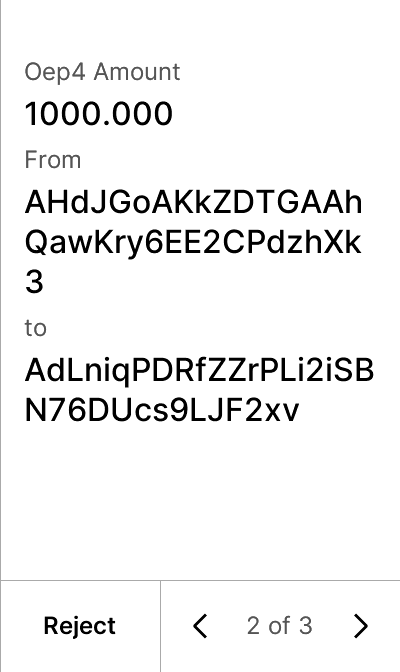 Oep4 Amount
1000.000
From
AHdJGoAKkZDTGAAh
QawKry6EE2CPdzhXk
3
to
AdLniqPDRfZZrPLi2iSB
N76DUcs9LJF2xv
Reject
2 of 3